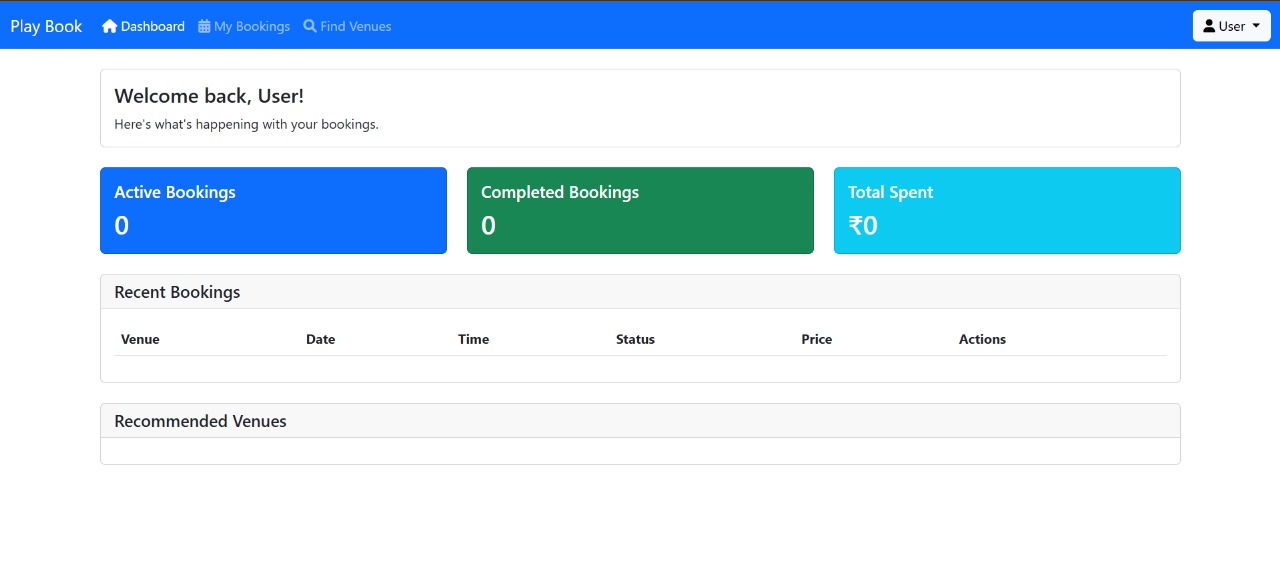 Play Book Dashboard My Bookings Find Venues User
Welcome back, User!
Here's what's happening with your bookings.
Active Bookings Completed Bookings Total Spent
0 0 ₹0
Recent Bookings
Venue Date Time Status Price Actions
Recommended Venues